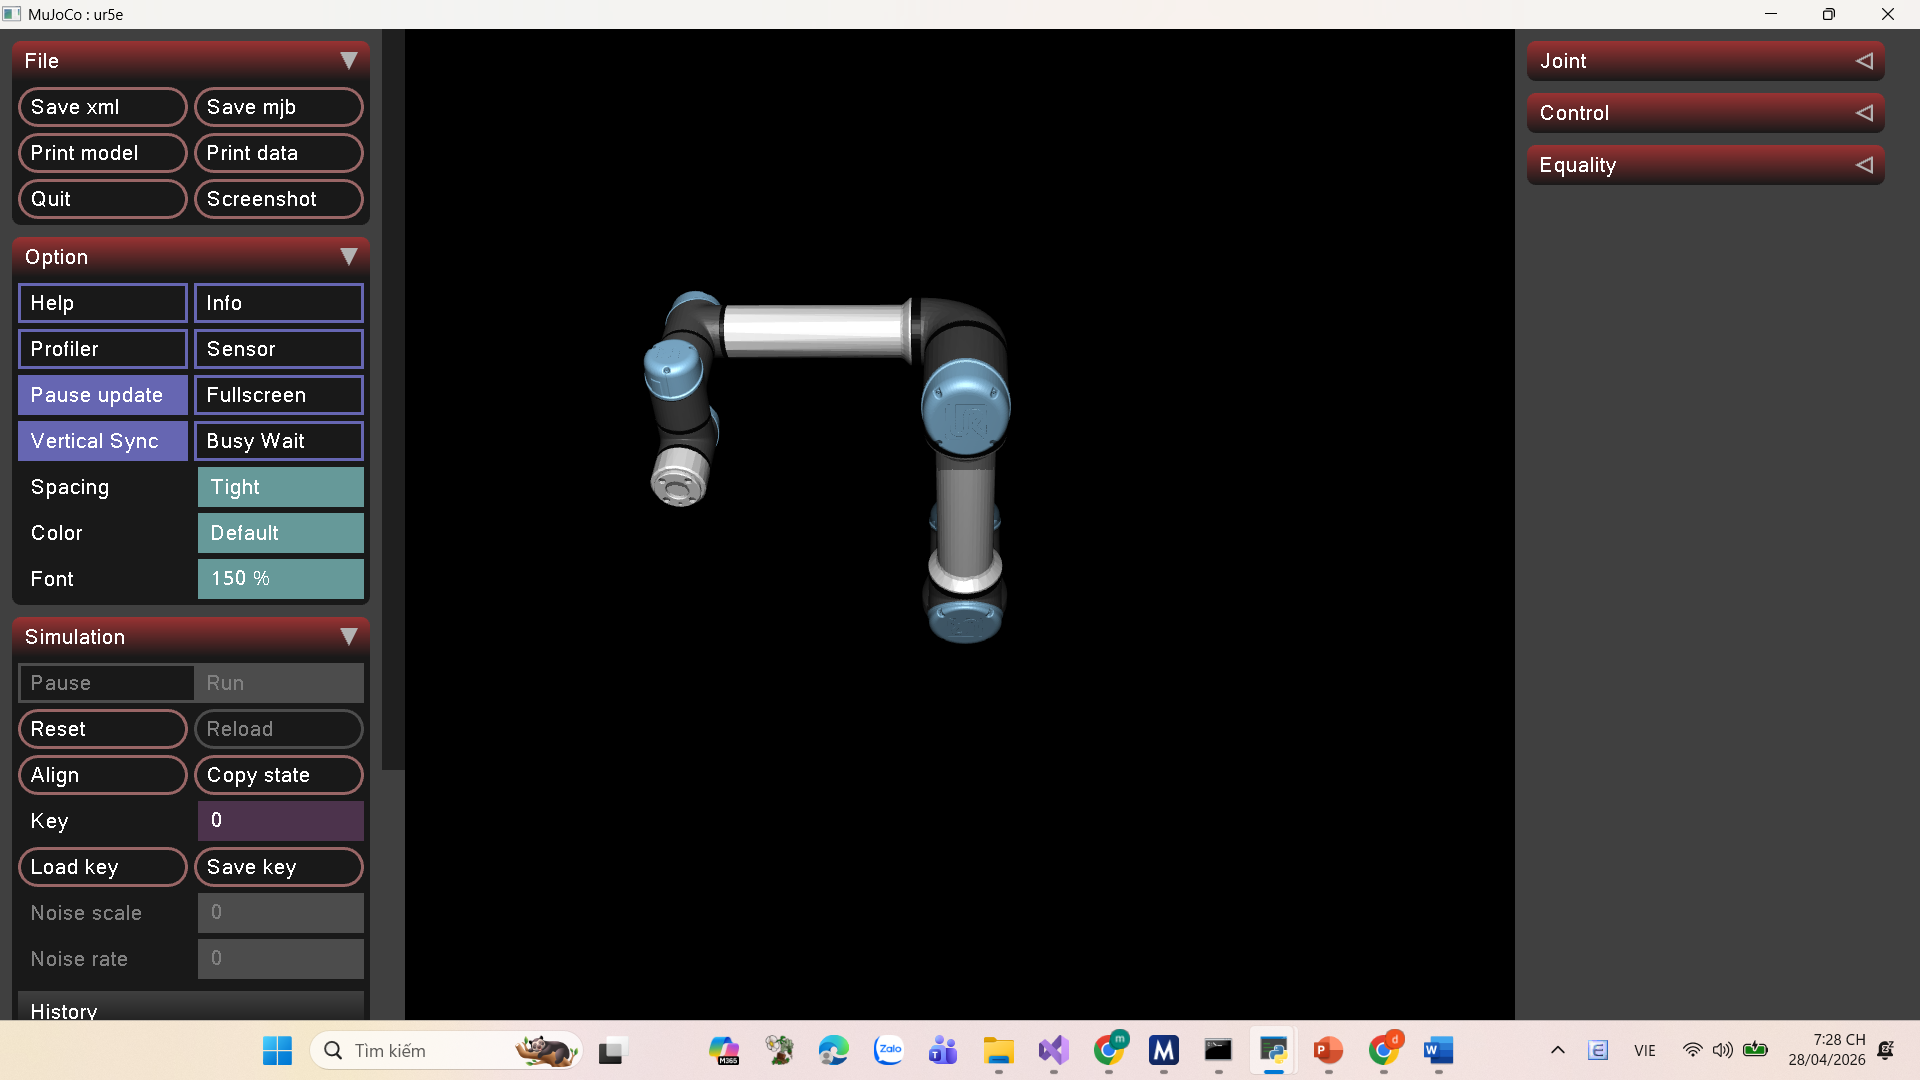 MuJoCo : ur5e
File
Save xml
Save mjb
Print model
Print data
Quit
Screenshot
Option
Help
Info
Profiler
Sensor
Pause update
Fullscreen
Vertical Sync
Busy Wait
Spacing
Tight
Color
Default
Font
150 %
Simulation
Pause
Run
Reset
Reload
Align
Copy state
Key
0
Load key
Save key
Noise scale
0
Noise rate
0
History
Joint
Control
Equality
Tìm kiếm
M365
Zalo
T
m
M
P
d
W
E
VIE
7:28 CH
28/04/2026